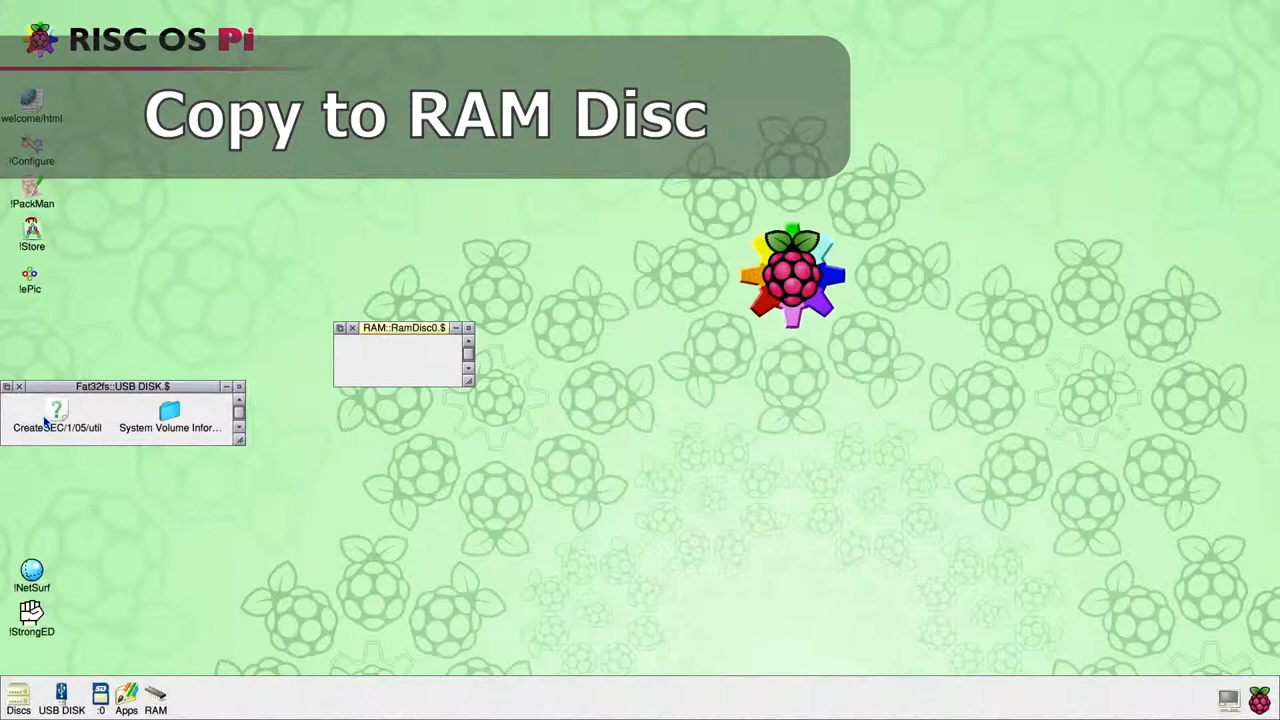 RISC OS Pi
Copy to RAM Disc
welcome/html
!Configure
!PackMan
!Store
!ePic
RAM::RamDisc0.$
Fat32fs::USB DISK.$
CreateSEC/1/05/util
System Volume Infor...
!NetSurf
!StrongED
SD
Discs
USB DISK
:0
Apps
RAM